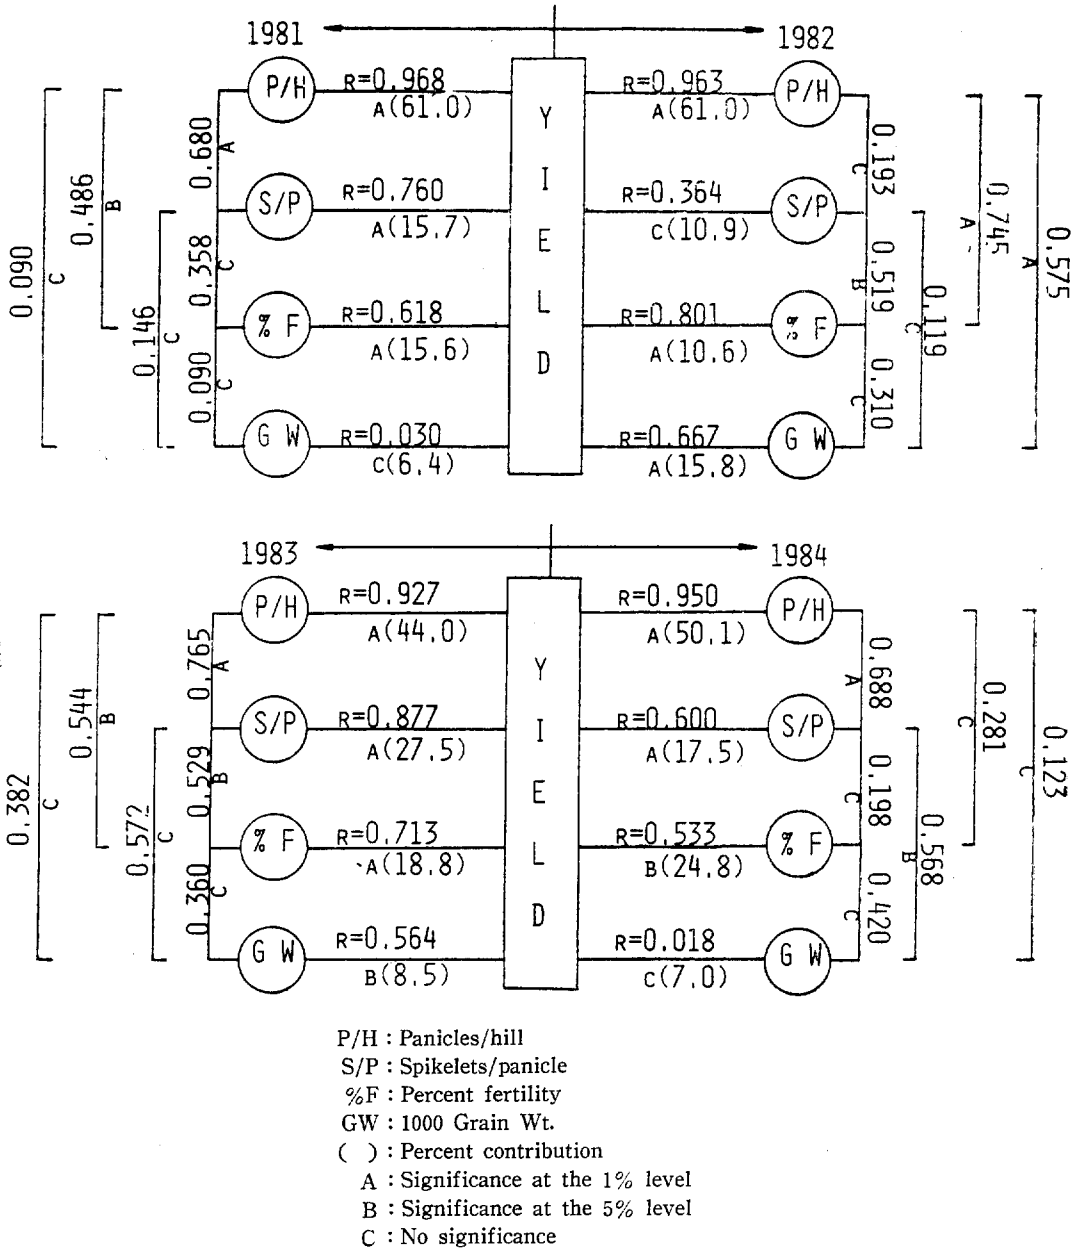 1981
1982
P/H
R=0.968
A(61.0)
R=0.963
A(61.0)
P/H
S/P
R=0.760
A(15.7)
R=0.364
C(10.9)
S/P
% F
R=0.618
A(15.6)
R=0.801
A(10.6)
% F
G W
R=0.030
C(6.4)
R=0.667
A(15.8)
G W
YIELD
0.090
C
0.486
B
0.146
C
0.680
A
0.358
C
0.090
C
0.193
C
0.519
B
0.310
C
0.119
C
0.745
A
0.575
A
1983
1984
P/H
R=0.927
A(44.0)
R=0.950
A(50.1)
P/H
S/P
R=0.877
A(27.5)
R=0.600
A(17.5)
S/P
% F
R=0.713
A(18.8)
R=0.533
B(24.8)
% F
G W
R=0.564
B(8.5)
R=0.018
C(7.0)
G W
YIELD
0.382
C
0.544
B
0.572
C
0.765
A
0.529
B
0.360
C
0.688
A
0.198
C
0.420
C
0.568
B
0.281
C
0.123
C
P/H : Panicles/hill
S/P : Spikelets/panicle
%F : Percent fertility
GW : 1000 Grain Wt.
( ) : Percent contribution
A : Significance at the 1% level
B : Significance at the 5% level
C : No significance